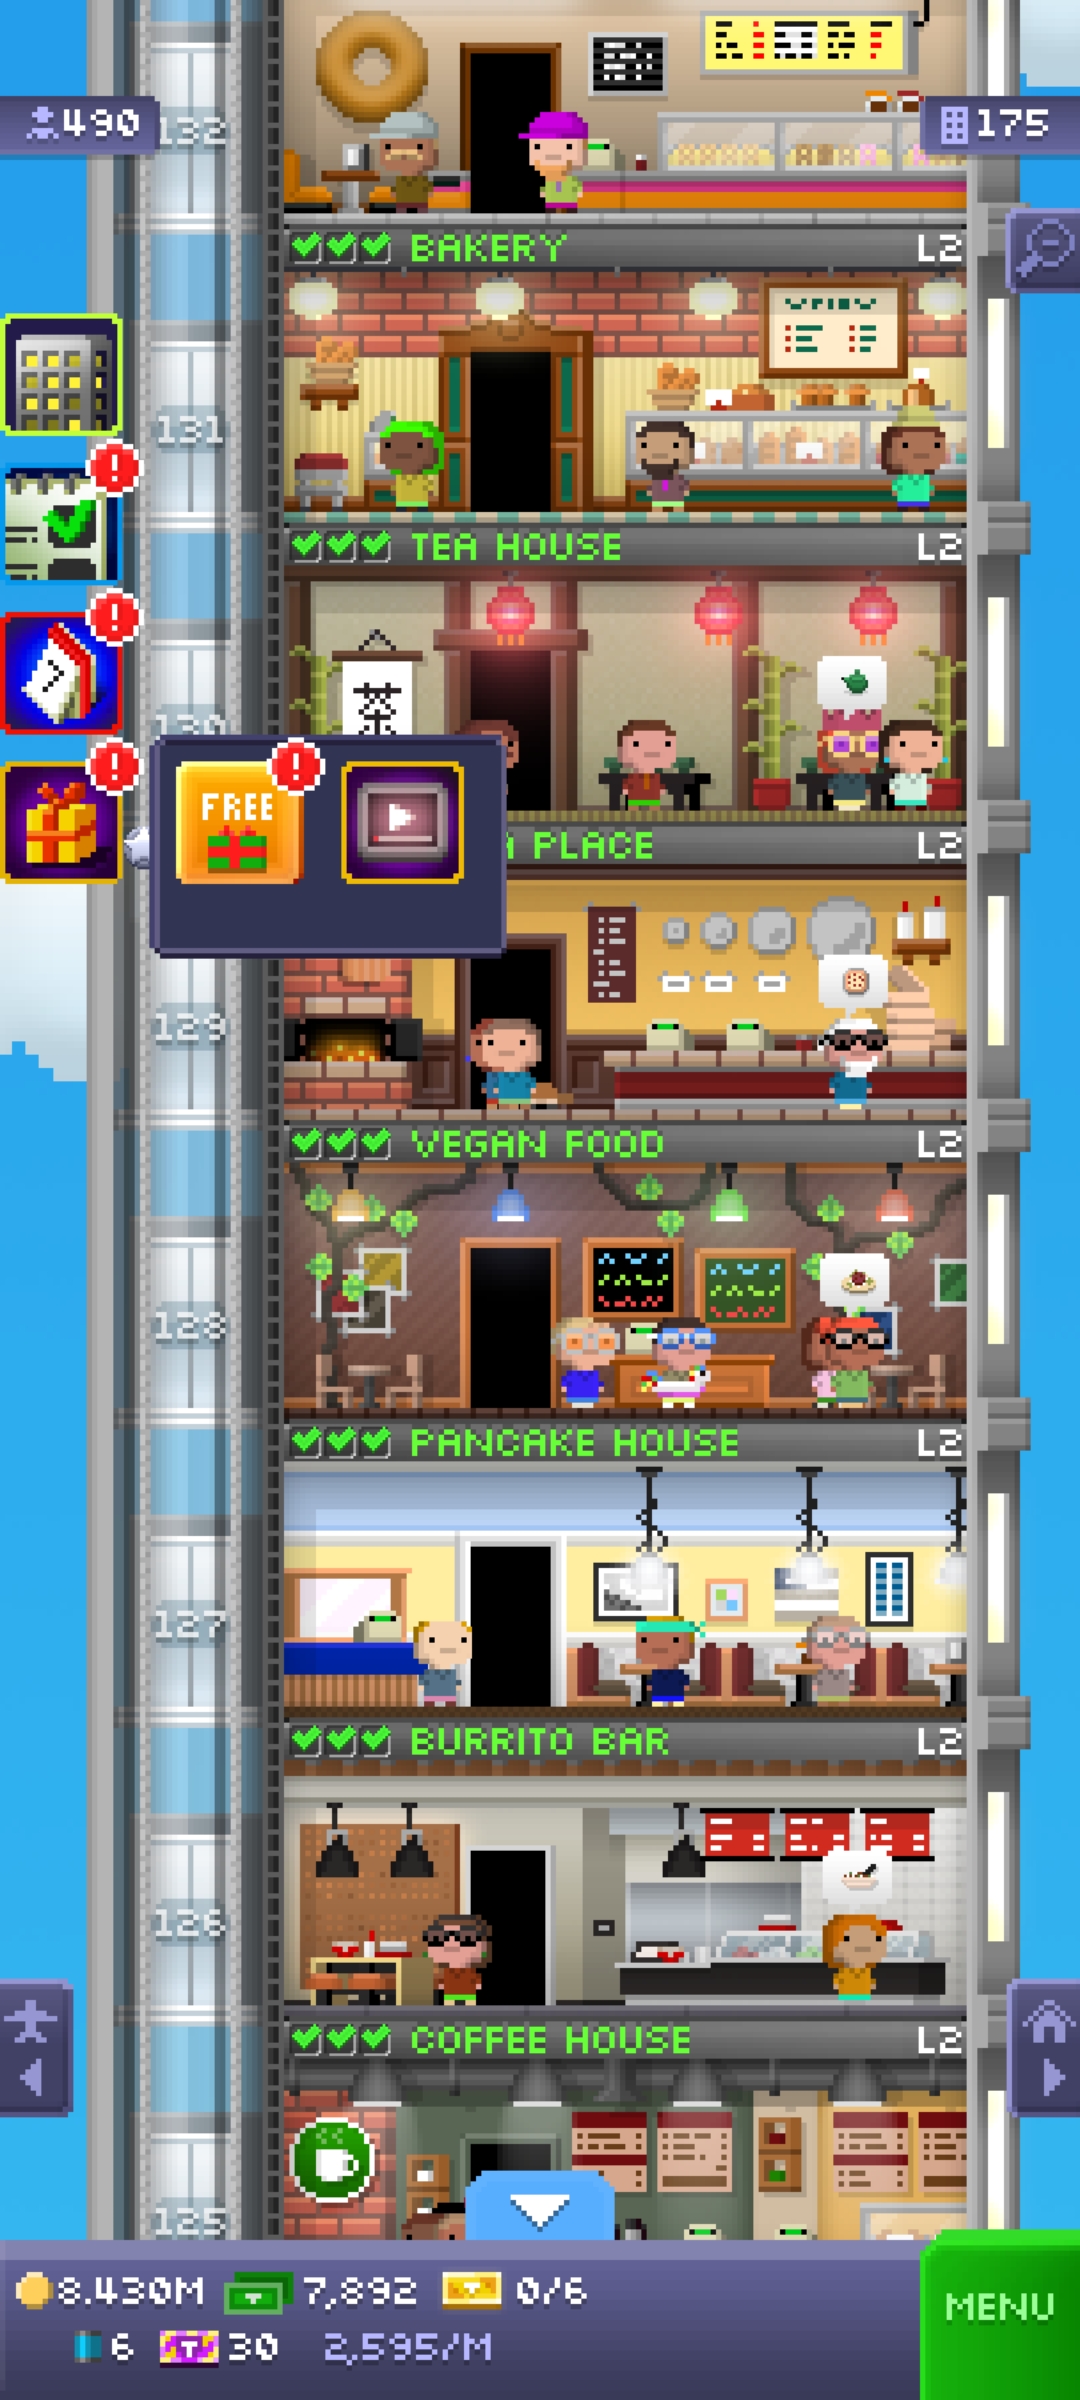 490
132
175
BAKERY L2
131
TEA HOUSE L2
茶
130
7
FREE
PLACE L2
129
VEGAN FOOD L2
128
PANCAKE HOUSE L2
127
BURRITO BAR L2
126
COFFEE HOUSE L2
125
8.430M 7,892 0/6
6 T 30 2,595/M
MENU